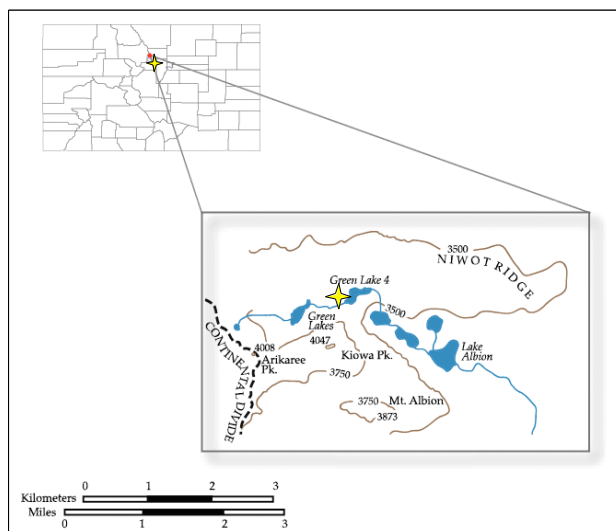 3500
NIWOT RIDGE
Green Lake 4
Green
Lakes
3500
4008
Arikaree
Pk.
4047
Kiowa Pk.
3750
Lake
Albion
CONTINENTAL DIVIDE
3750
Mt. Albion
3873
Kilometers 0 1 2 3
Miles 0 1 2 3